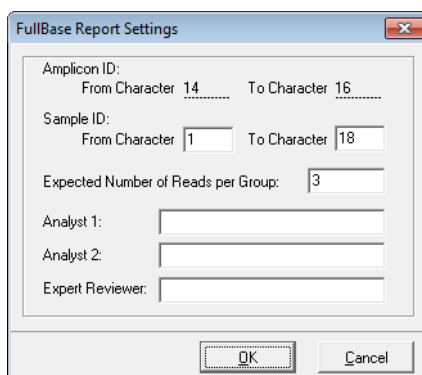 FullBase Report Settings
Amplicon ID:
From Character 14 To Character 16
Sample ID:
From Character 1 To Character 18
Expected Number of Reads per Group: 3
Analyst 1:
Analyst 2:
Expert Reviewer:
OK Cancel